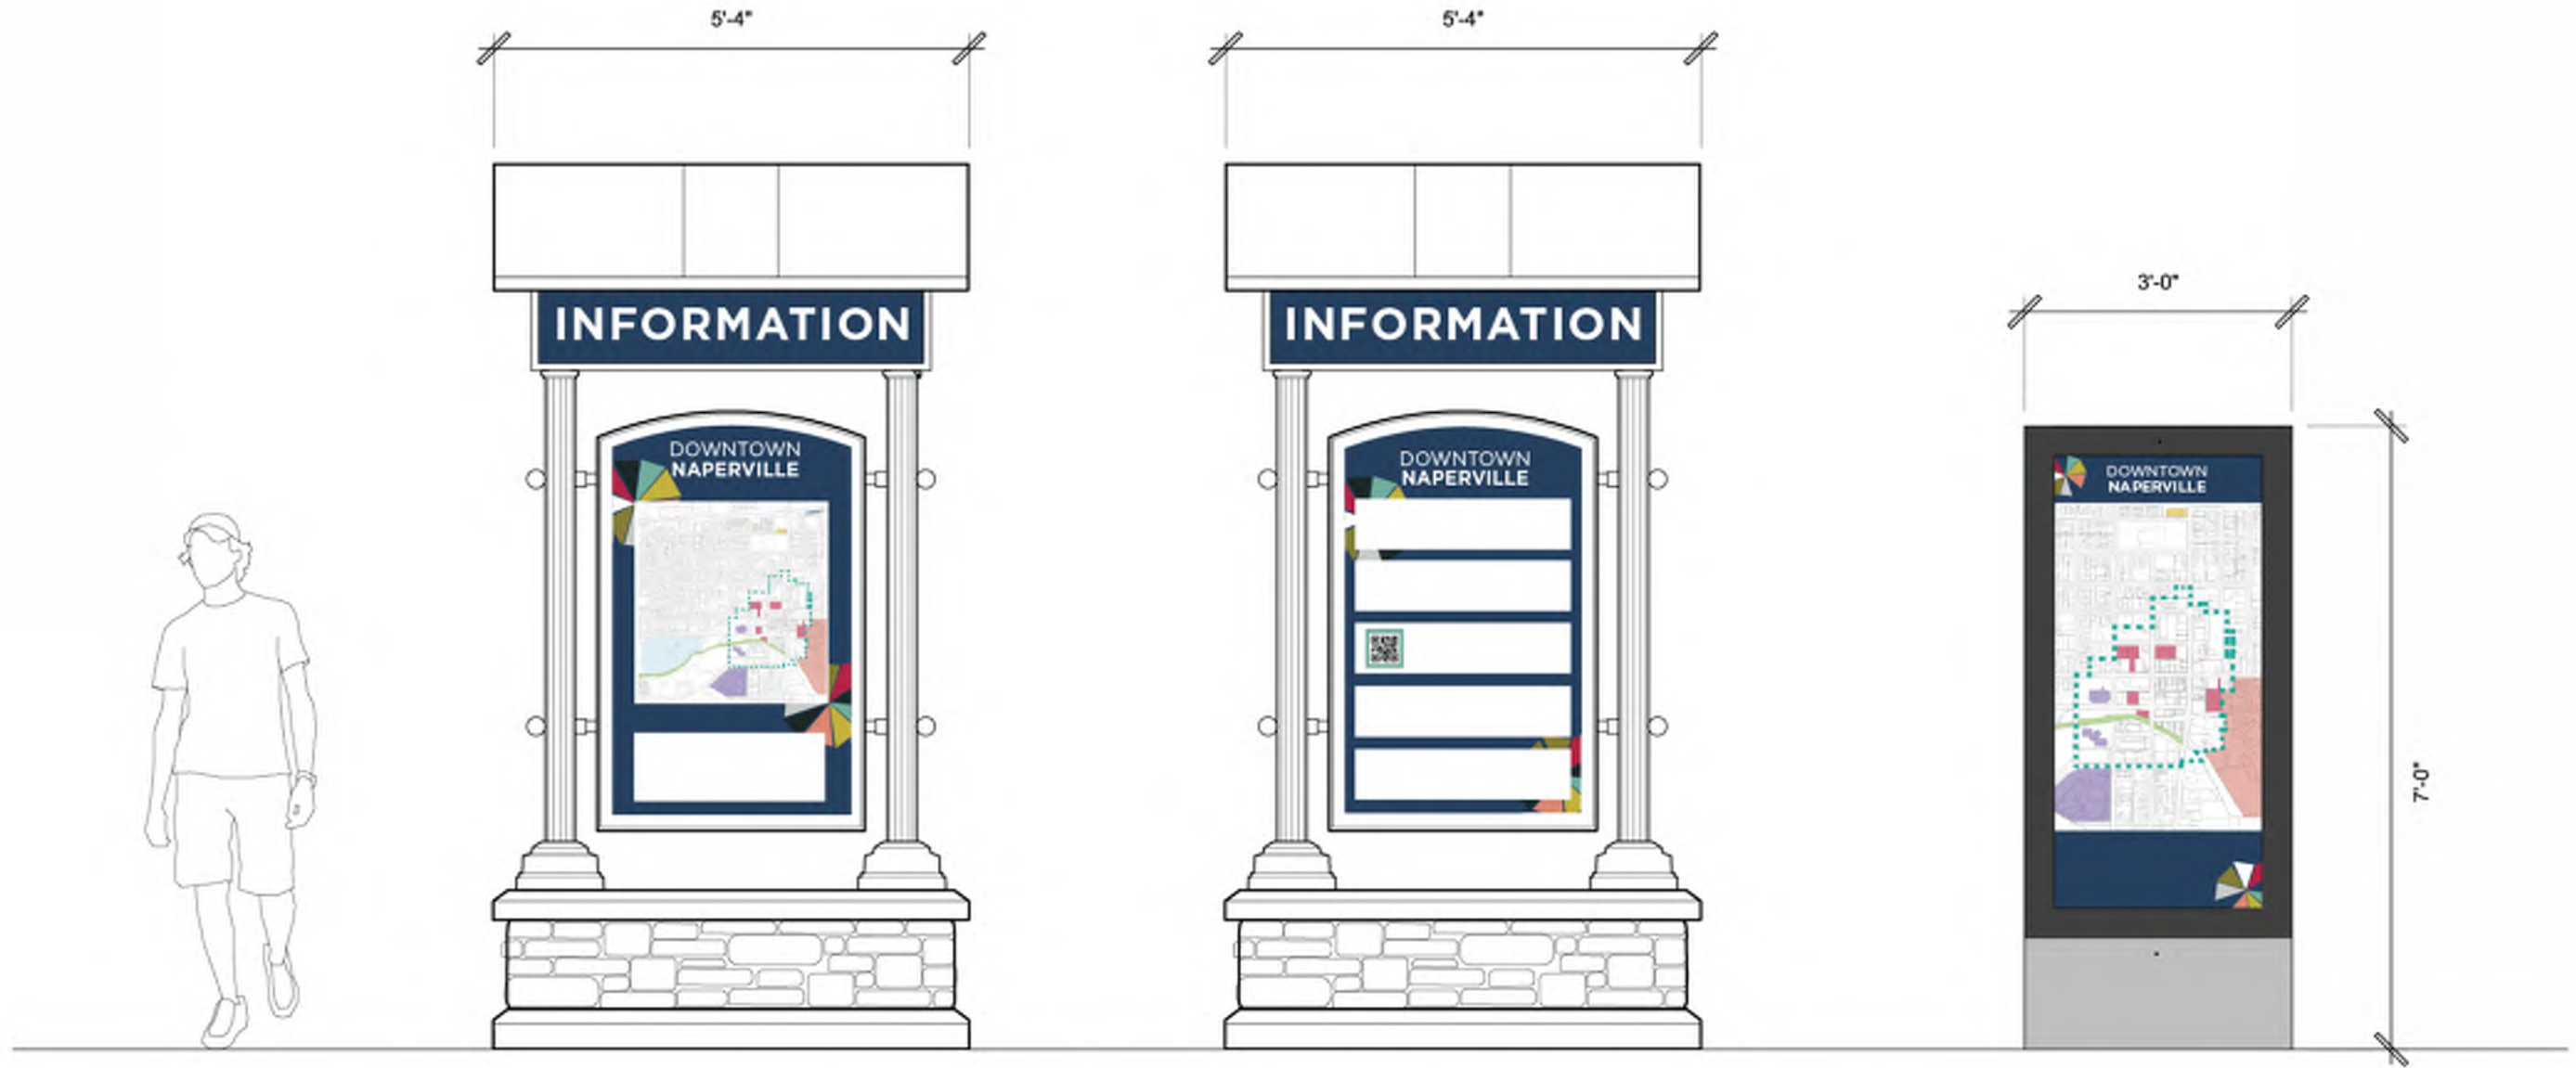 5'-4"
INFORMATION
DOWNTOWN
NAPERVILLE
5'-4"
INFORMATION
DOWNTOWN
NAPERVILLE
3'-0"
DOWNTOWN
NAPERVILLE
7'-0"